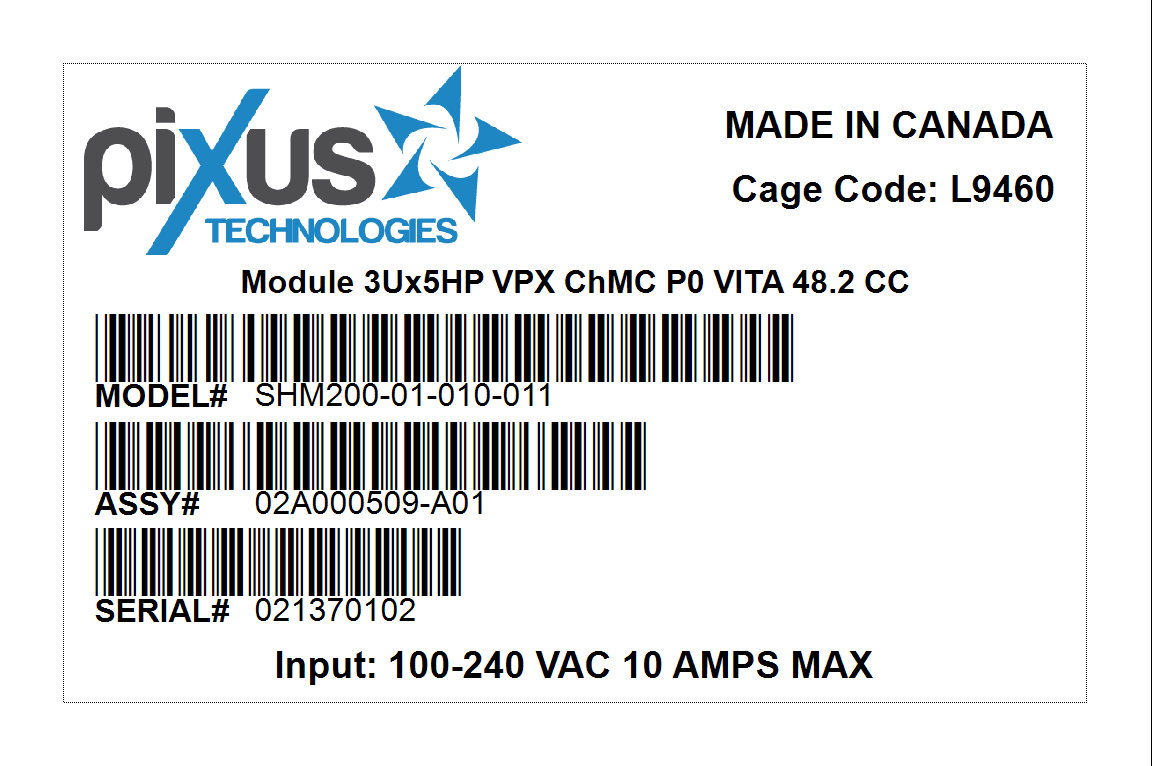 pixus
TECHNOLOGIES
MADE IN CANADA
Cage Code: L9460
Module 3Ux5HP VPX ChMC P0 VITA 48.2 CC
MODEL# SHM200-01-010-011
ASSY# 02A000509-A01
SERIAL# 021370102
Input: 100-240 VAC 10 AMPS MAX